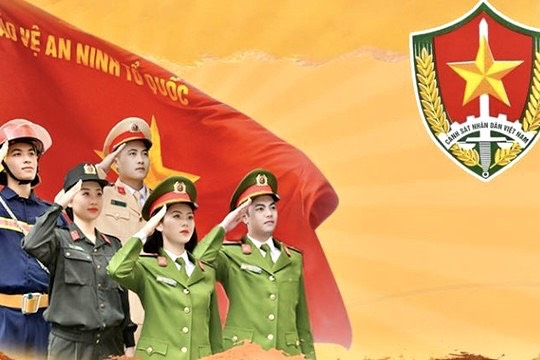 ẢO VỆ AN NINH TỔ QUỐC
CẢNH SÁT NHÂN DÂN VIỆT NAM